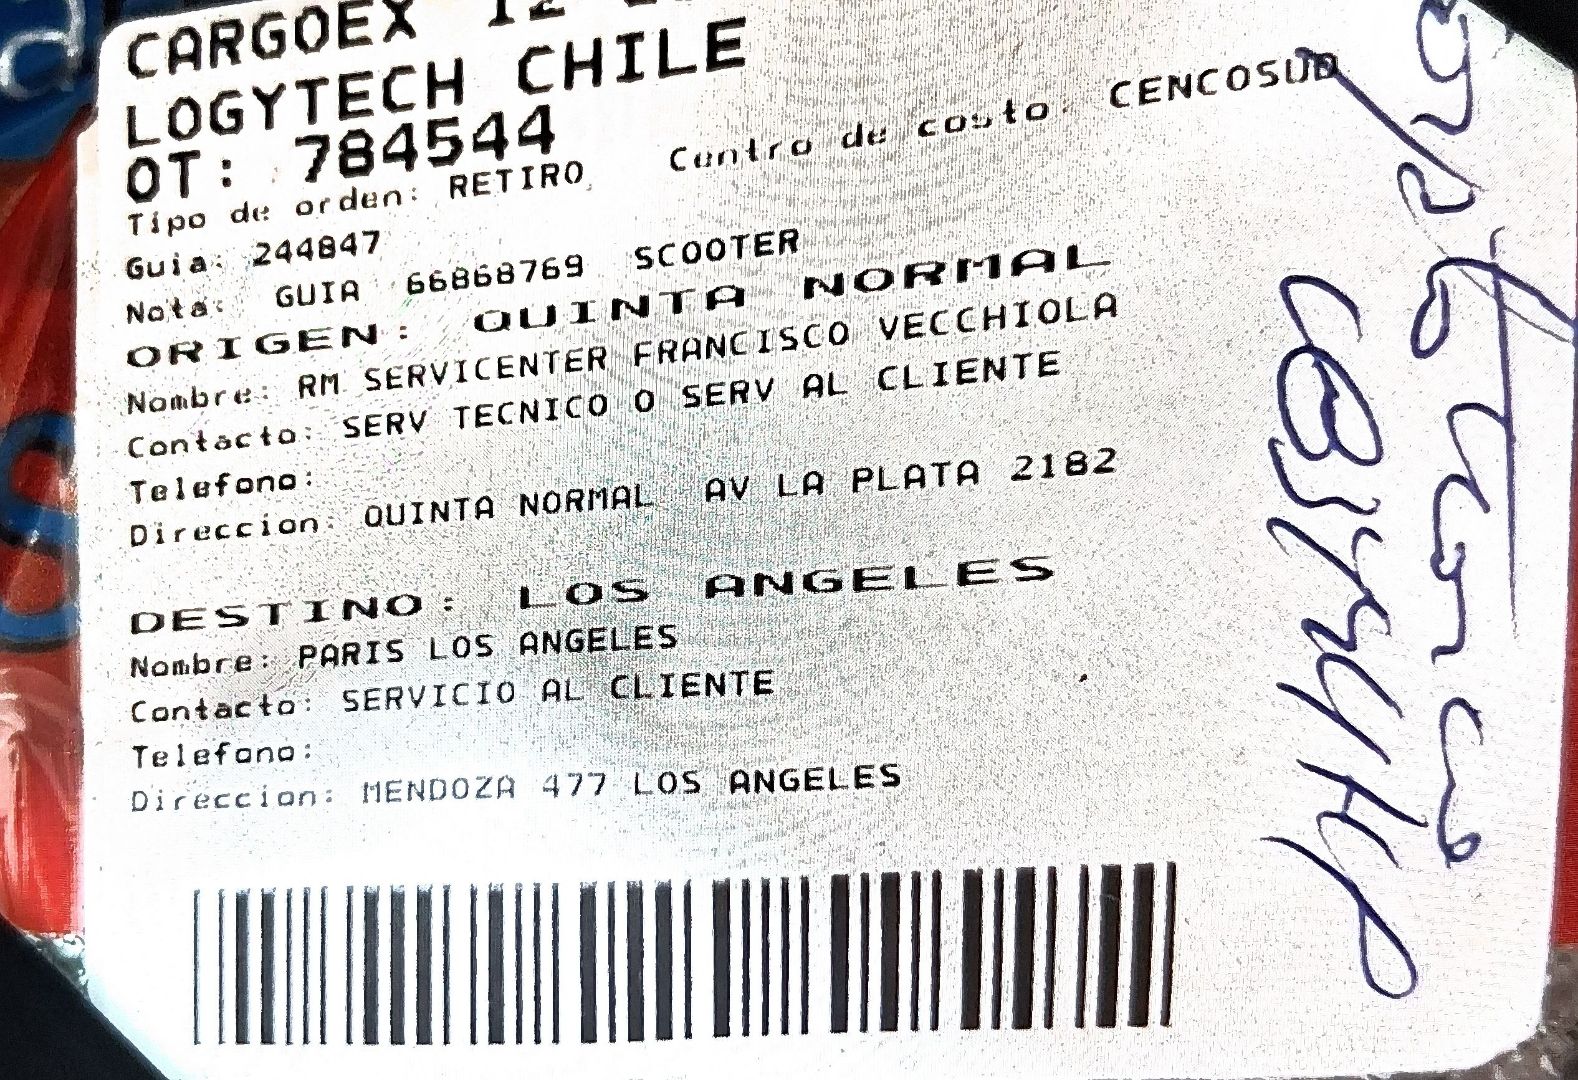 CARGOEX 12
LOGYTECH CHILE
OT: 784544
Tipo de orden: RETIRO Centro de costo: CENCOSUD
Guia: 244847
Nota: GUIA 66868769 SCOOTER
ORIGEN: QUINTA NORMAL
Nombre: RM SERVICENTER FRANCISCO VECCHIOLA
Contacto: SERV TECNICO O SERV AL CLIENTE
Telefono:
Direccion: QUINTA NORMAL AV LA PLATA 2182
DESTINO: LOS ANGELES
Nombre: PARIS LOS ANGELES
Contacto: SERVICIO AL CLIENTE
Telefono:
Direccion: MENDOZA 477 LOS ANGELES